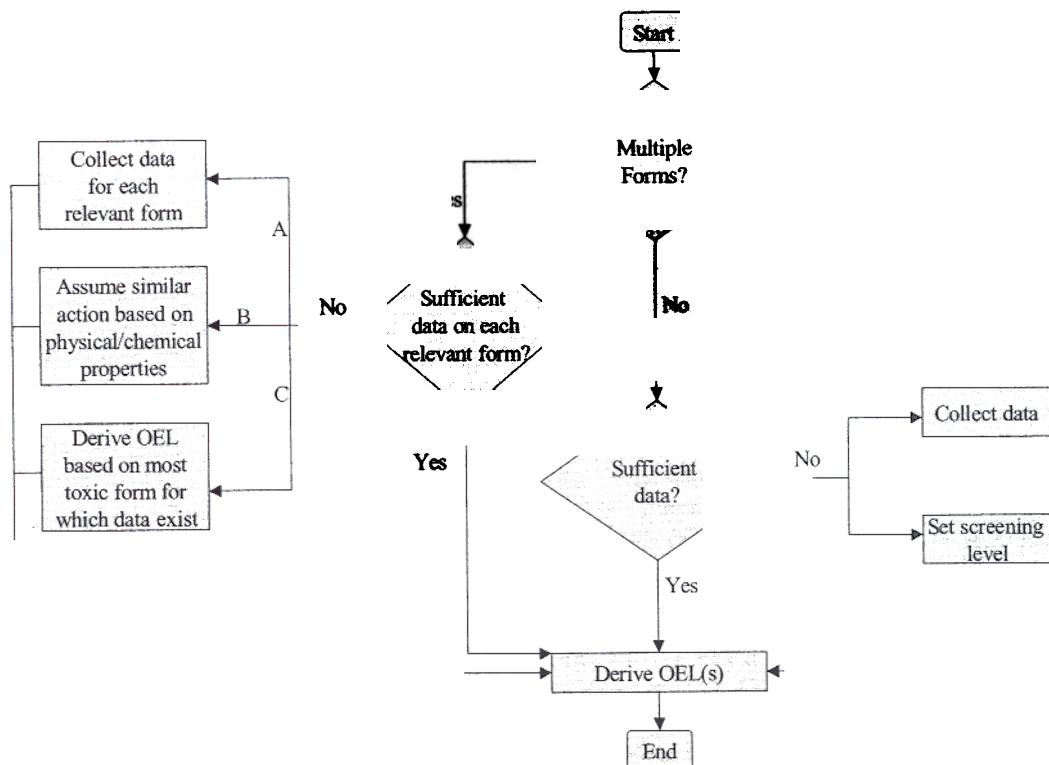 Start
Multiple
Forms?
es
No
Collect data
for each
relevant form
A
Assume similar
action based on
physical/chemical
properties
B
C
Derive OEL
based on most
toxic form for
which data exist
No
Sufficient
data on each
relevant form?
Yes
Sufficient
data?
No
Collect data
Set screening
level
Yes
Derive OEL(s)
End